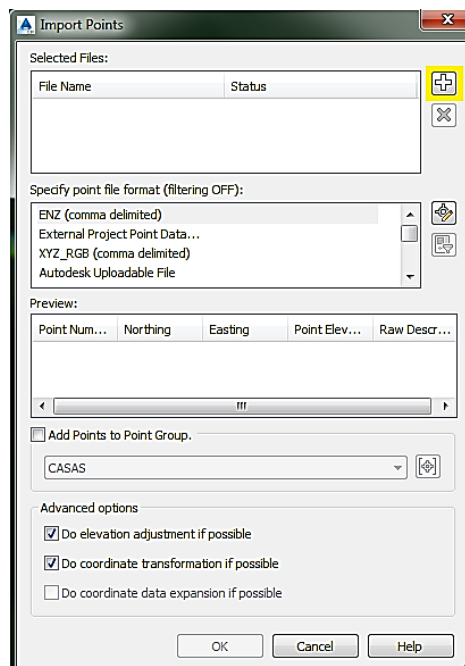 Import Points
Selected Files:
File Name Status
Specify point file format (filtering OFF):
ENZ (comma delimited)
External Project Point Data...
XYZ_RGB (comma delimited)
Autodesk Uploadable File
Preview:
Point Num... Northing Easting Point Elev... Raw Descr...
Add Points to Point Group.
CASAS
Advanced options
Do elevation adjustment if possible
Do coordinate transformation if possible
Do coordinate data expansion if possible
OK Cancel Help